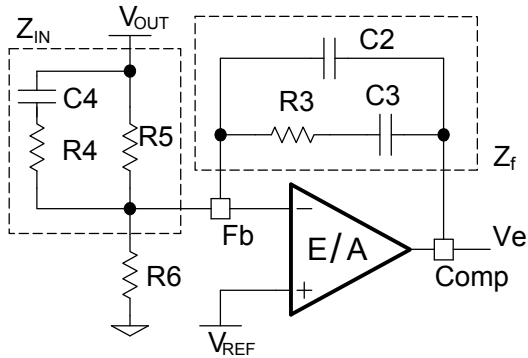 Z_IN
V_OUT
C2
C4
R3
C3
R4
R5
Z_f
Fb
−
E/A
Ve
R6
+
Comp
V_REF